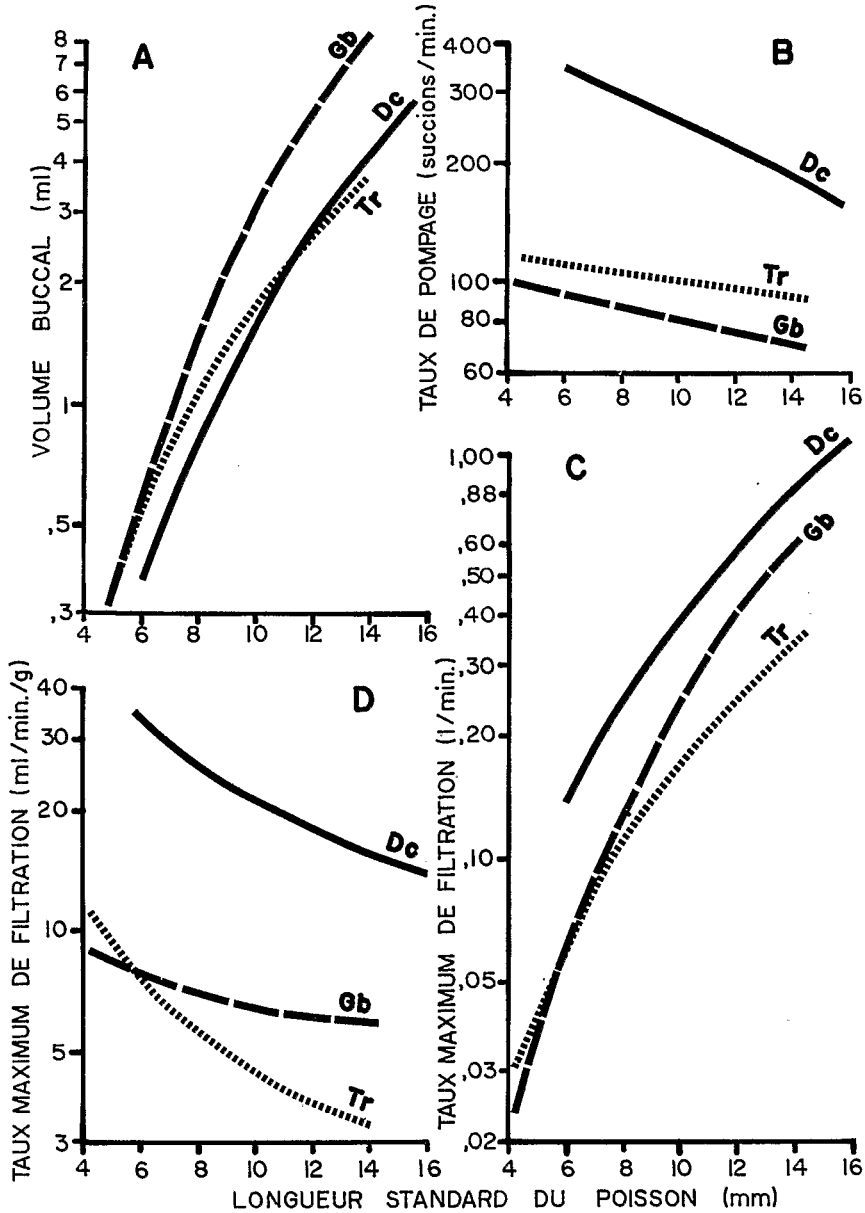 A
VOLUME BUCCAL (ml)
8
7
6
5
4
3
2
1
,5
,3
4 6 8 10 12 14 16
Gb
Dc
Tr
B
TAUX DE POMPAGE (succions/min.)
400
300
200
100
80
60
4 6 8 10 12 14 16
Dc
Tr
Gb
D
TAUX MAXIMUM DE FILTRATION (ml/min./g)
40
30
20
10
5
3
4 6 8 10 12 14 16
Dc
Gb
Tr
C
TAUX MAXIMUM DE FILTRATION (l/min.)
1,00
,88
,60
,50
,40
,30
,20
,10
,05
,03
,02
4 6 8 10 12 14 16
Dc
Gb
Tr
LONGUEUR STANDARD DU POISSON (mm)